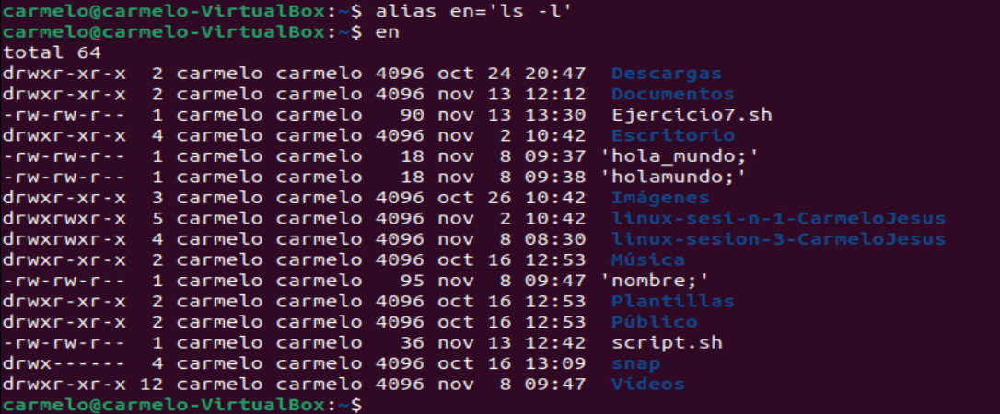 carmelo@carmelo-VirtualBox:~$ alias en='ls -l'
carmelo@carmelo-VirtualBox:~$ en
total 64
drwxr-xr-x  2 carmelo carmelo 4096 oct 24 20:47  Descargas
drwxr-xr-x  2 carmelo carmelo 4096 nov 13 12:12  Documentos
-rw-rw-r--  1 carmelo carmelo   90 nov 13 13:30  Ejercicio7.sh
drwxr-xr-x  4 carmelo carmelo 4096 nov  2 10:42  Escritorio
-rw-rw-r--  1 carmelo carmelo   18 nov  8 09:37 'hola_mundo;'
-rw-rw-r--  1 carmelo carmelo   18 nov  8 09:38 'holamundo;'
drwxr-xr-x  3 carmelo carmelo 4096 oct 26 10:42  Imágenes
drwxrwxr-x  5 carmelo carmelo 4096 nov  2 10:42  linux-sesi-n-1-CarmeloJesus
drwxrwxr-x  4 carmelo carmelo 4096 nov  8 08:30  linux-sesion-3-CarmeloJesus
drwxr-xr-x  2 carmelo carmelo 4096 oct 16 12:53  Música
-rw-rw-r--  1 carmelo carmelo   95 nov  8 09:47 'nombre;'
drwxr-xr-x  2 carmelo carmelo 4096 oct 16 12:53  Plantillas
drwxr-xr-x  2 carmelo carmelo 4096 oct 16 12:53  Público
-rw-rw-r--  1 carmelo carmelo   36 nov 13 12:42  script.sh
drwx------  4 carmelo carmelo 4096 oct 16 13:09  snap
drwxr-xr-x 12 carmelo carmelo 4096 nov  8 09:47  Vídeos
carmelo@carmelo-VirtualBox:~$